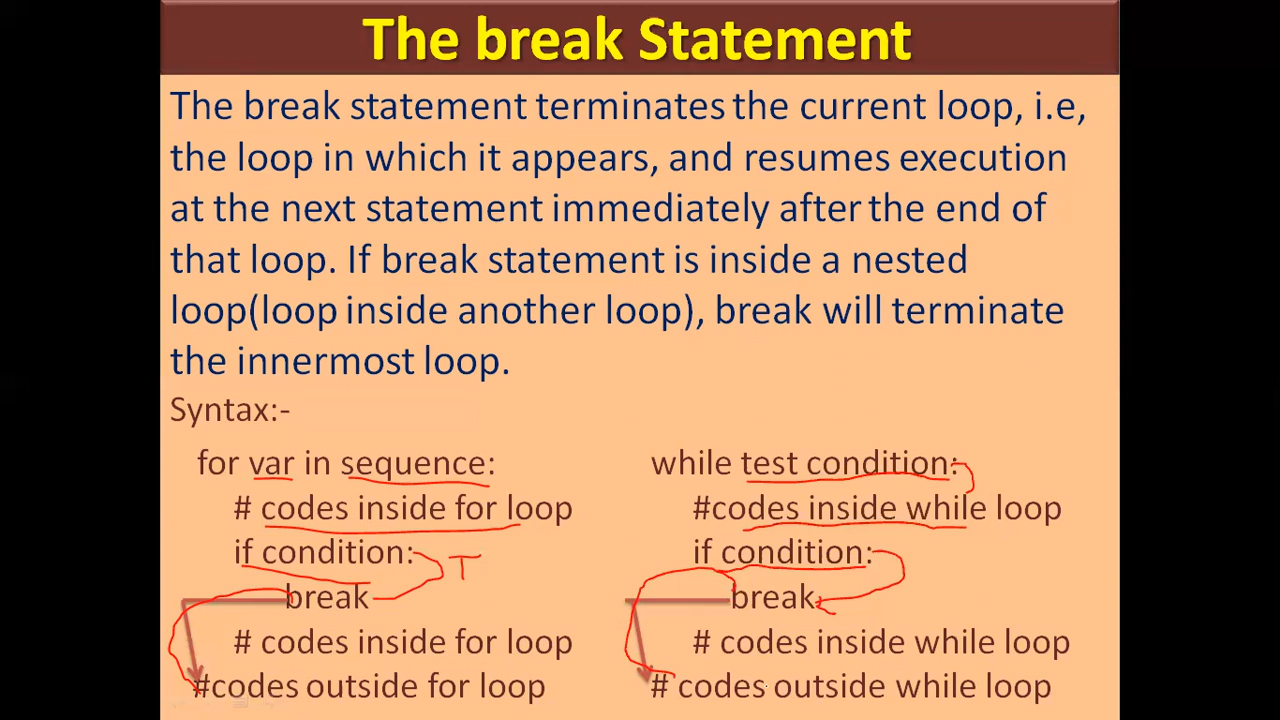 The break Statement
The break statement terminates the current loop, i.e,
the loop in which it appears, and resumes execution
at the next statement immediately after the end of
that loop. If break statement is inside a nested
loop(loop inside another loop), break will terminate
the innermost loop.
Syntax:-
for var in sequence:
# codes inside for loop
if condition:
T
break
# codes inside for loop
#codes outside for loop
while test condition:
#codes inside while loop
if condition:
break
# codes inside while loop
# codes outside while loop